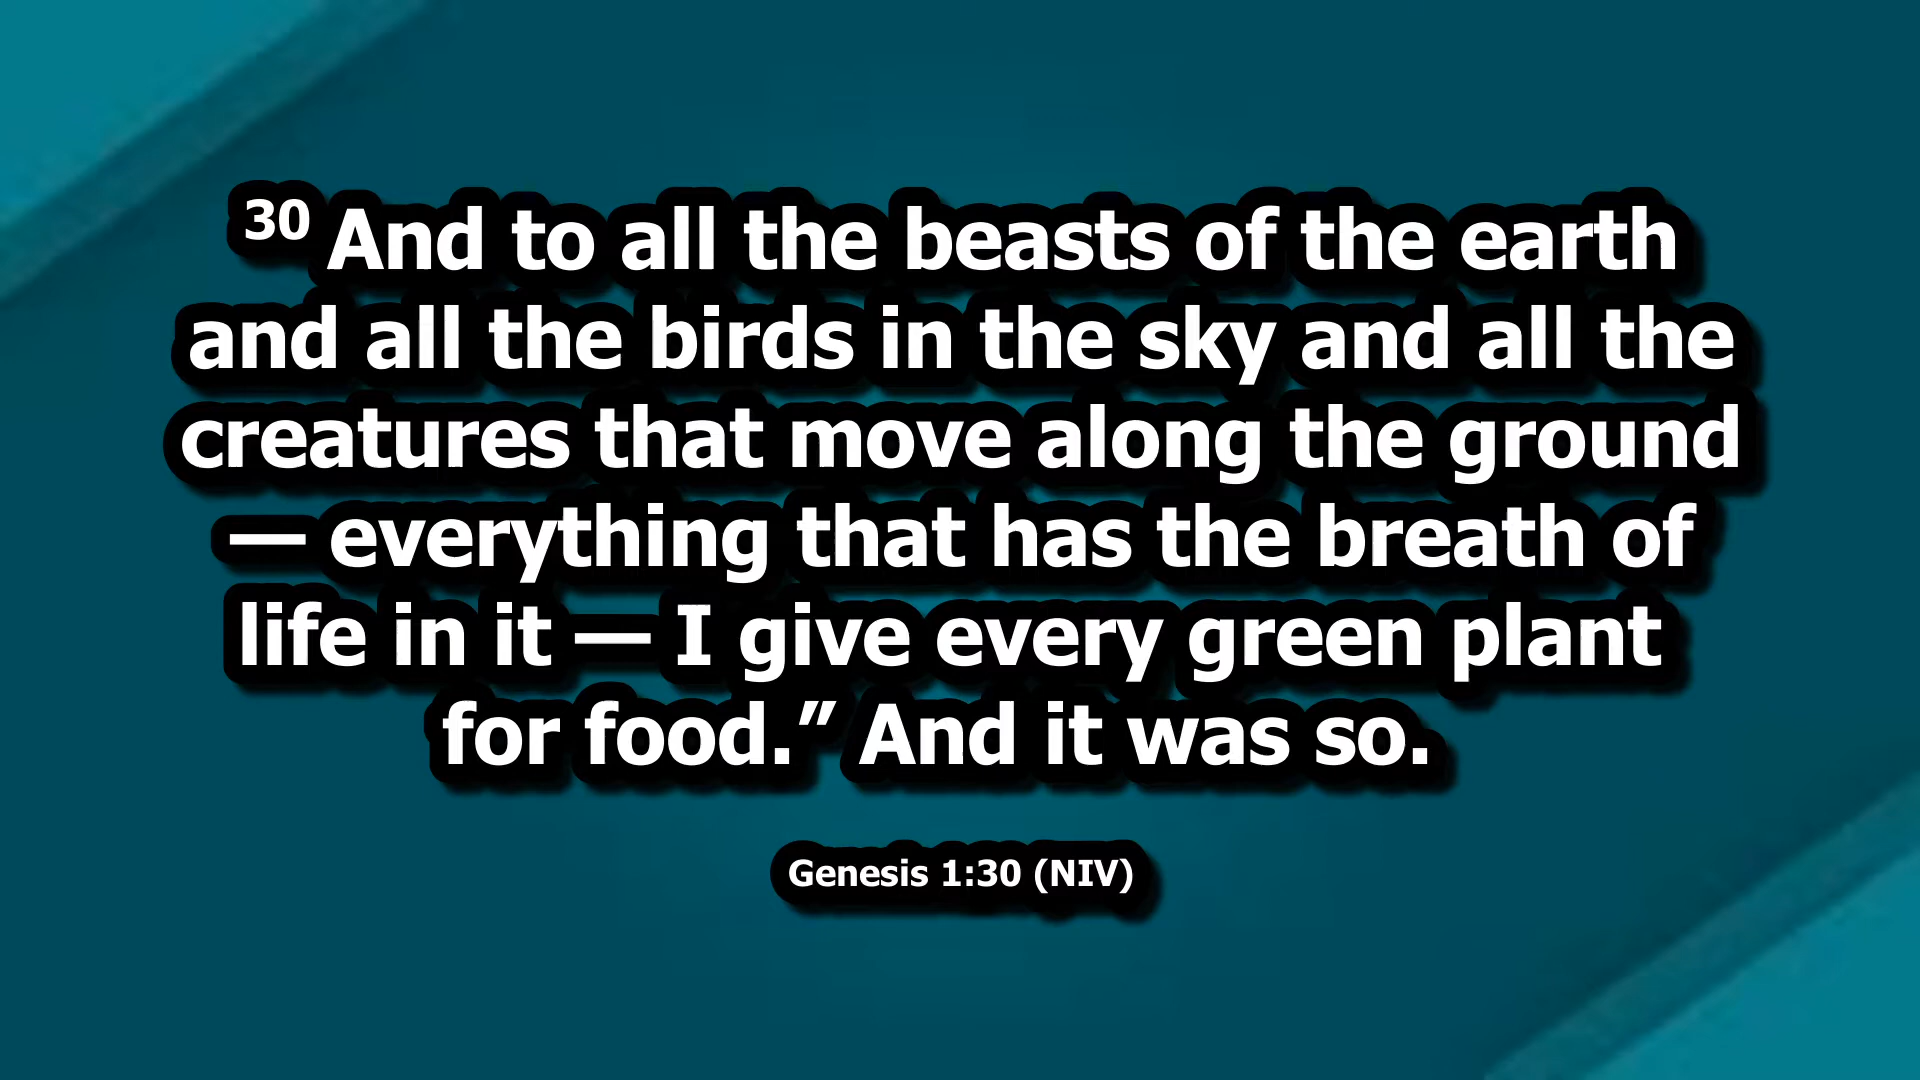 30 And to all the beasts of the earth
and all the birds in the sky and all the
creatures that move along the ground
— everything that has the breath of
life in it — I give every green plant
for food.” And it was so.
Genesis 1:30 (NIV)